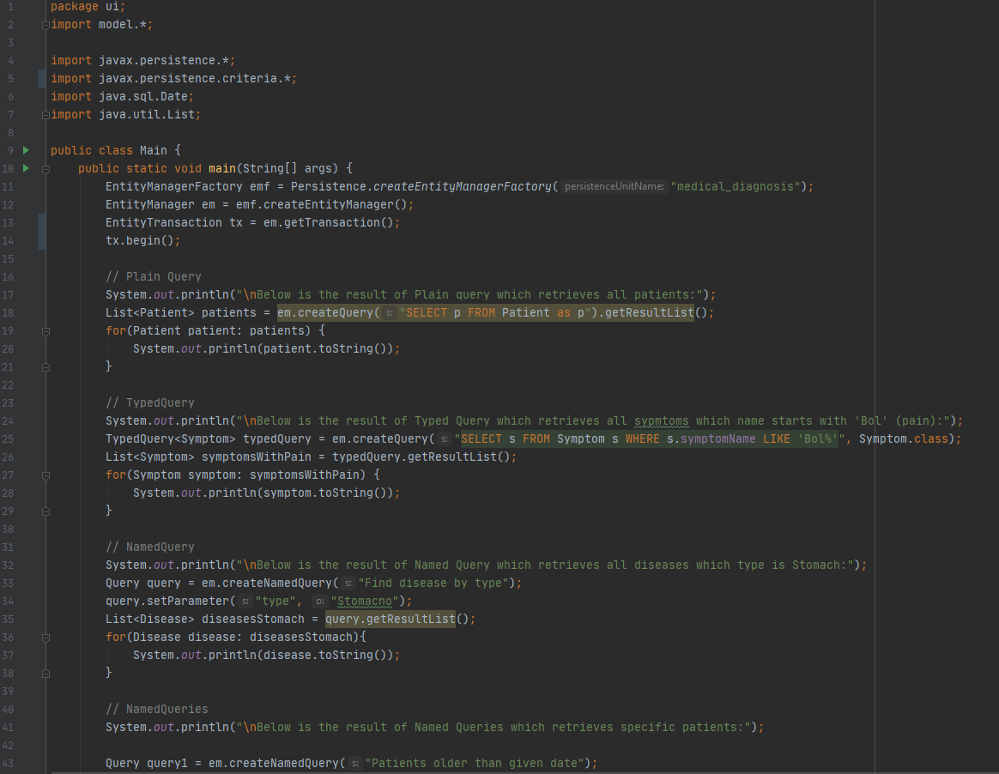 1 package ui;
2 import model.*;
3
4 import javax.persistence.*;
5 import javax.persistence.criteria.*;
6 import java.sql.Date;
7 import java.util.List;
8
9 public class Main {
10 public static void main(String[] args) {
11 EntityManagerFactory emf = Persistence.createEntityManagerFactory( persistenceUnitName: "medical_diagnosis");
12 EntityManager em = emf.createEntityManager();
13 EntityTransaction tx = em.getTransaction();
14 tx.begin();
15
16 // Plain Query
17 System.out.println("\nBelow is the result of Plain query which retrieves all patients:");
18 List<Patient> patients = em.createQuery( s: "SELECT p FROM Patient as p").getResultList();
19 for(Patient patient: patients) {
20 System.out.println(patient.toString());
21 }
22
23 // TypedQuery
24 System.out.println("\nBelow is the result of Typed Query which retrieves all sypmtoms which name starts with 'Bol' (pain):");
25 TypedQuery<Symptom> typedQuery = em.createQuery( s: "SELECT s FROM Symptom s WHERE s.symptomName LIKE 'Bol%'", Symptom.class);
26 List<Symptom> symptomsWithPain = typedQuery.getResultList();
27 for(Symptom symptom: symptomsWithPain) {
28 System.out.println(symptom.toString());
29 }
30
31 // NamedQuery
32 System.out.println("\nBelow is the result of Named Query which retrieves all diseases which type is Stomach:");
33 Query query = em.createNamedQuery( s: "Find disease by type");
34 query.setParameter( s: "type", o: "Stomacno");
35 List<Disease> diseasesStomach = query.getResultList();
36 for(Disease disease: diseasesStomach){
37 System.out.println(disease.toString());
38 }
39
40 // NamedQueries
41 System.out.println("\nBelow is the result of Named Queries which retrieves specific patients:");
42
43 Query query1 = em.createNamedQuery( s: "Patients older than given date");